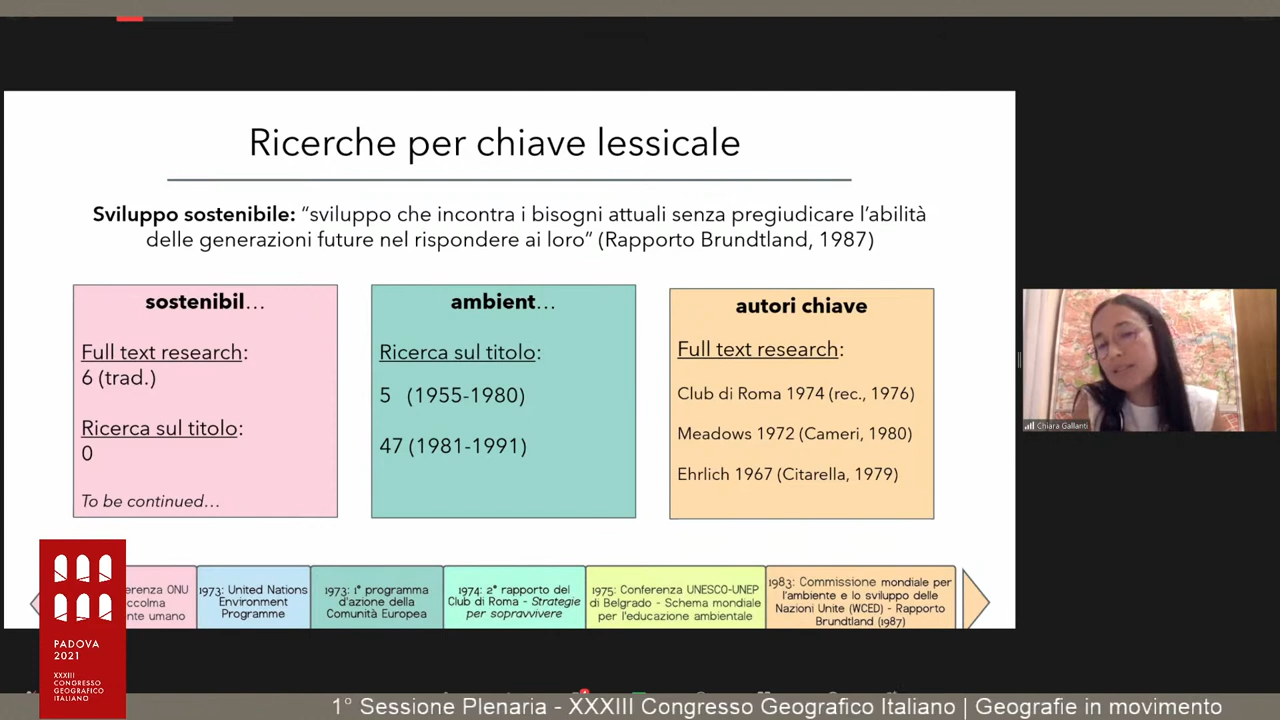 Ricerche per chiave lessicale
Sviluppo sostenibile: “sviluppo che incontra i bisogni attuali senza pregiudicare l’abilità
delle generazioni future nel rispondere ai loro” (Rapporto Brundtland, 1987)
sostenibil…
Full text research:
6 (trad.)
Ricerca sul titolo:
0
To be continued…
ambient…
Ricerca sul titolo:
5 (1955-1980)
47 (1981-1991)
autori chiave
Full text research:
Club di Roma 1974 (rec., 1976)
Meadows 1972 (Cameri, 1980)
Ehrlich 1967 (Citarella, 1979)
Chiara Gallanti
erenza ONU
ccolma
nte umano
1973: United Nations
Environment
Programme
1973: 1° programma
d'azione della
Comunità Europea
1974: 2° rapporto del
Club di Roma - Strategie
per sopravvivere
1975: Conferenza UNESCO-UNEP
di Belgrado - Schema mondiale
per l'educazione ambientale
1983: Commissione mondiale per
l'ambiente e lo sviluppo delle
Nazioni Unite (WCED) - Rapporto
Brundtland (1987)
PADOVA
2021
XXXIII
CONGRESSO
GEOGRAFICO
ITALIANO
1° Sessione Plenaria - XXXIII Congresso Geografico Italiano | Geografie in movimento